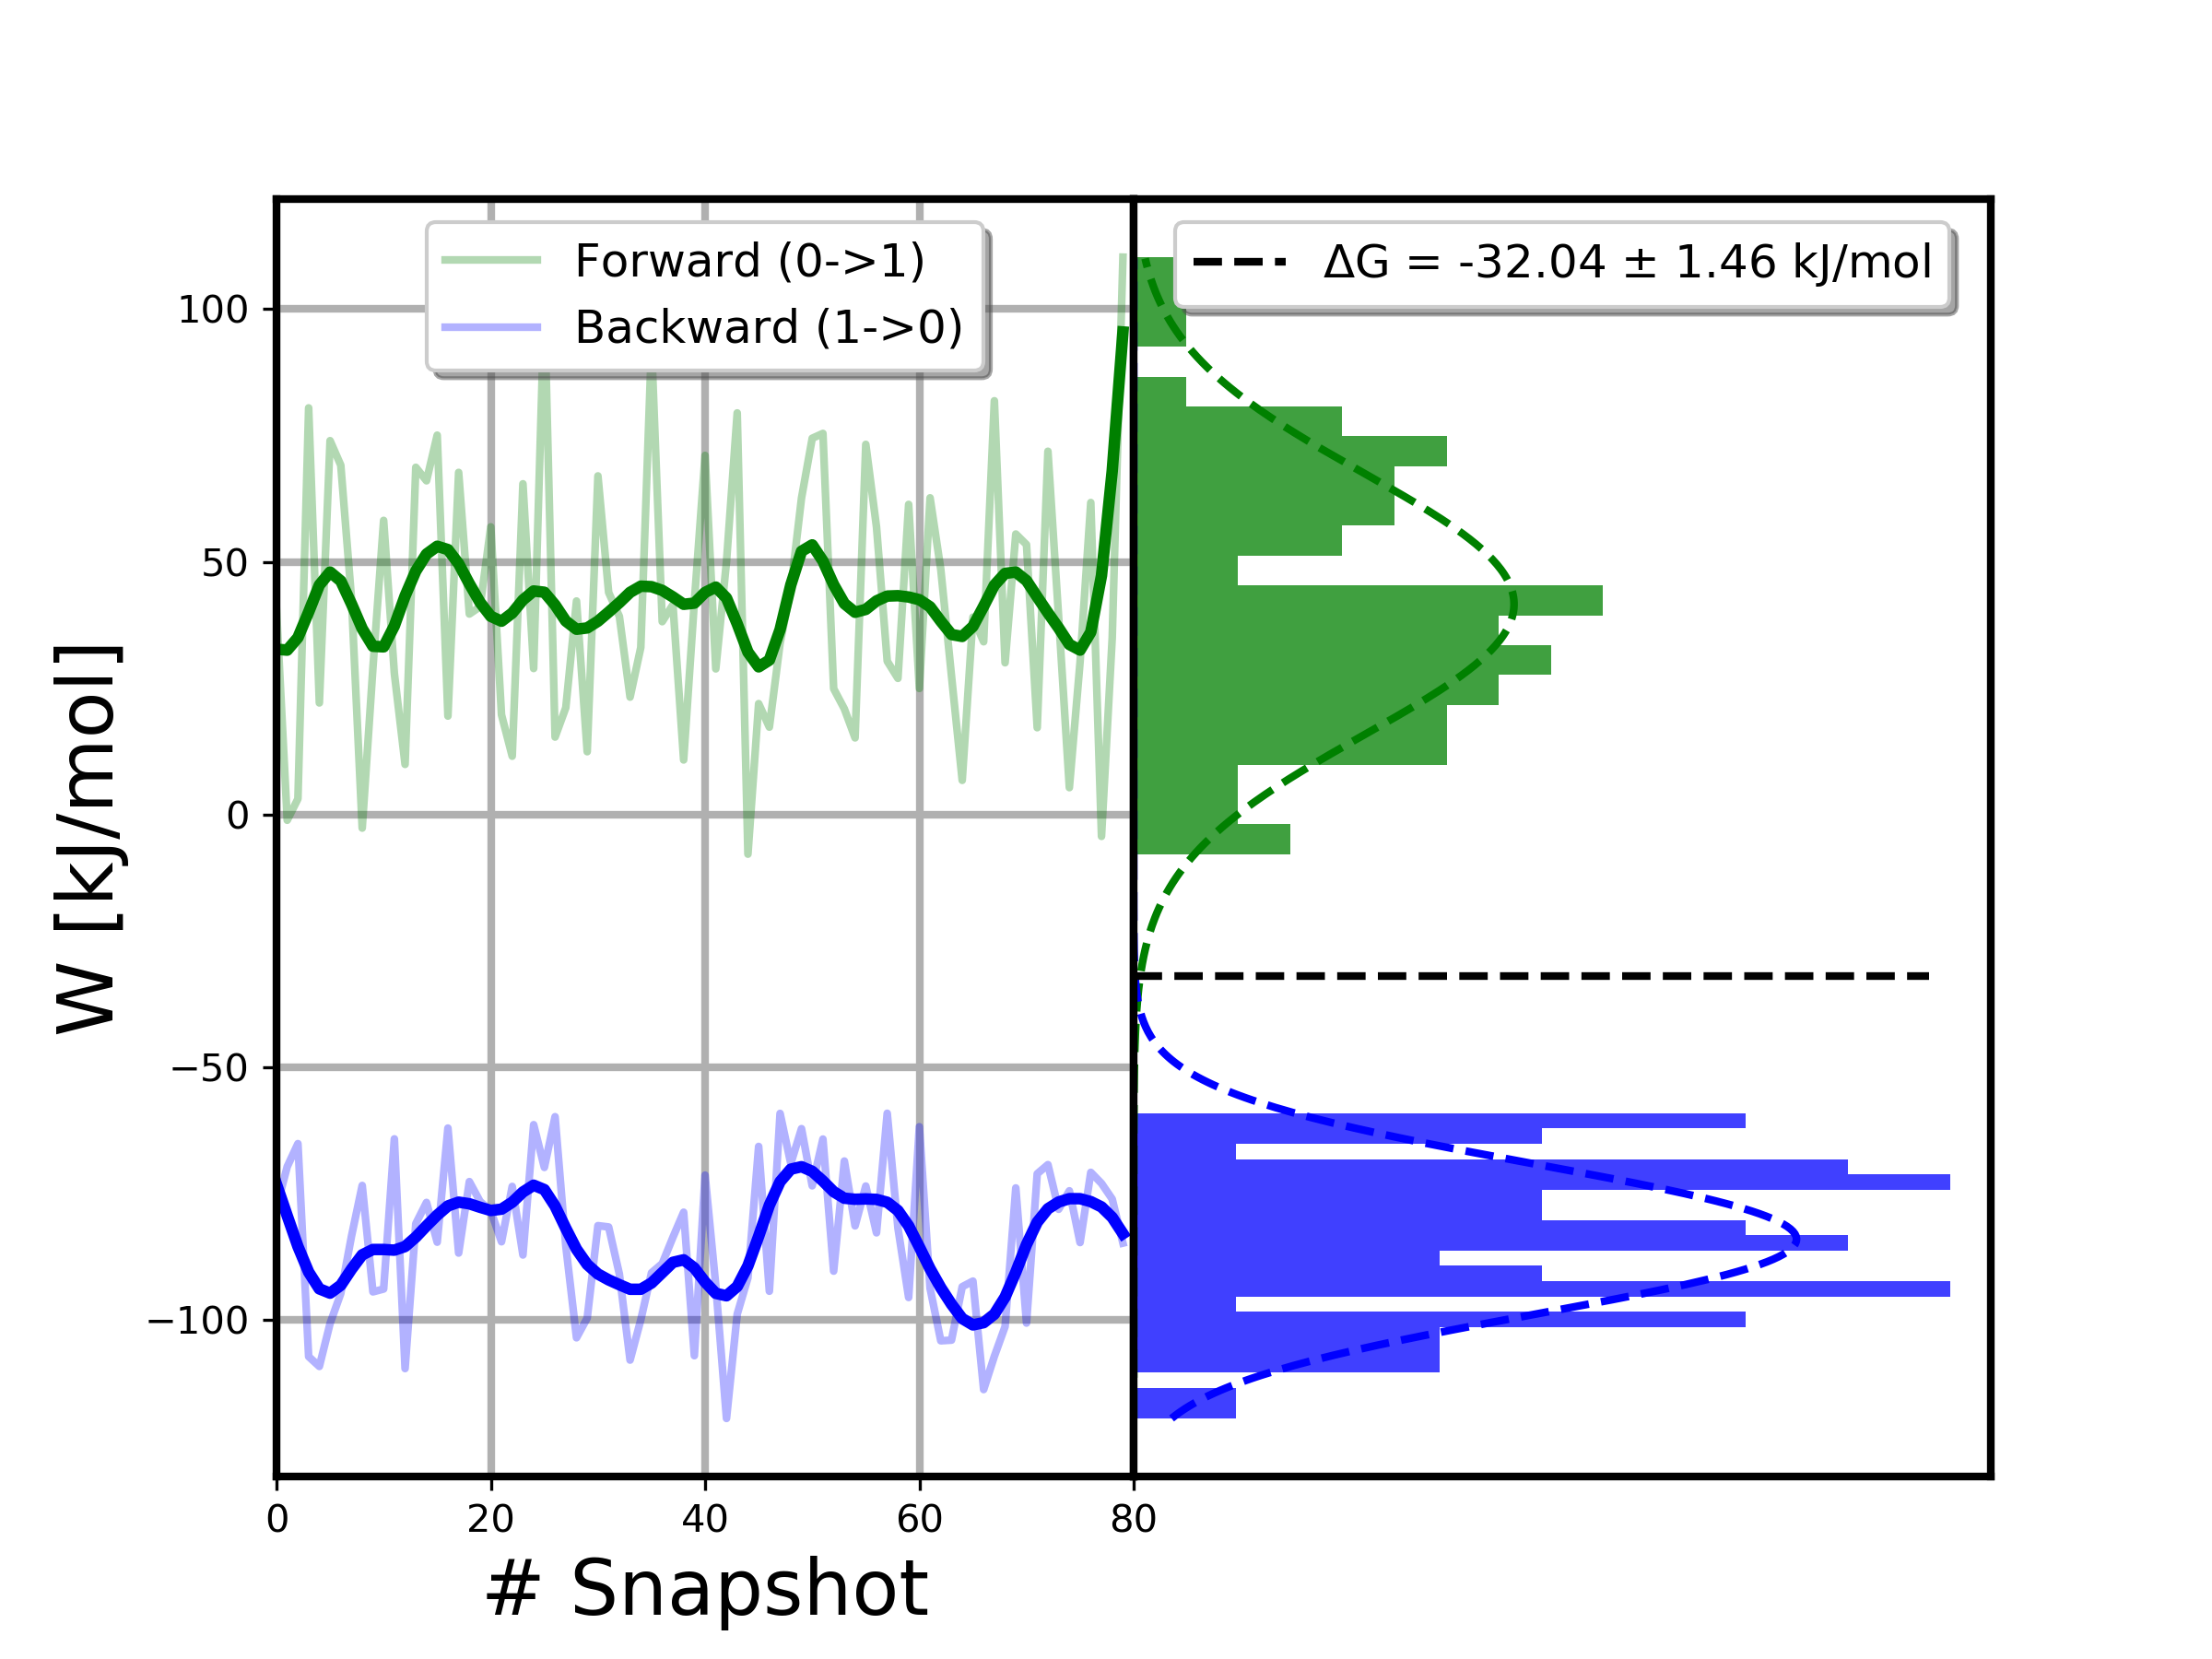 Forward (0->1)
Backward (1->0)
ΔG = -32.04 ± 1.46 kJ/mol
W [kJ/mol]
100
50
0
−50
−100
0 20 40 60 80
# Snapshot